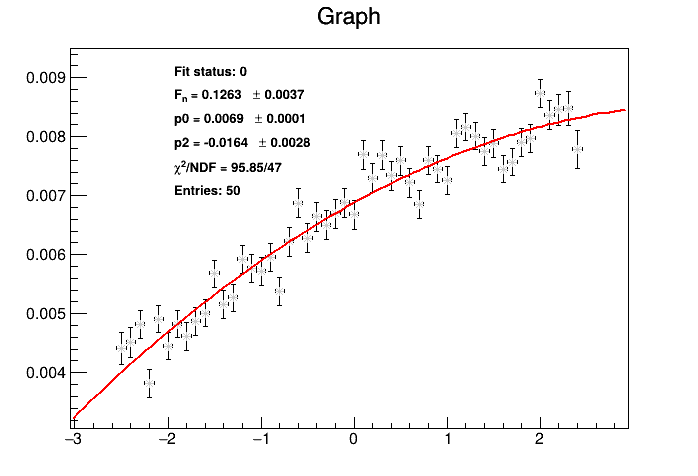 Graph
Fit status: 0
Fn = 0.1263 ± 0.0037
p0 = 0.0069 ± 0.0001
p2 = -0.0164 ± 0.0028
χ²/NDF = 95.85/47
Entries: 50
0.009
0.008
0.007
0.006
0.005
0.004
−3 −2 −1 0 1 2